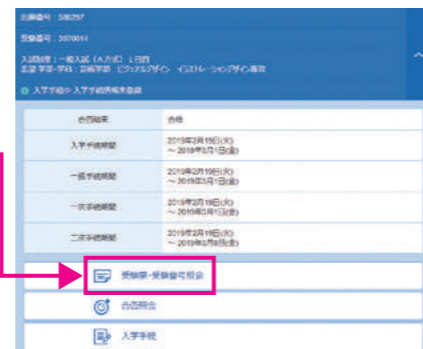 志願番号：586257
受験番号：3970014
入試制度：一般入試（A方式）1日目
志望学部・学科：芸術学部 ビジュアルデザイン イラストレーションデザイン専攻
入学手続中 入学手続情報未登録
合否結果 合格
入学手続期間 2019年2月19日(火)
～ 2019年3月1日(金)
一括手続期間 2019年2月19日(火)
～ 2019年3月1日(金)
一次手続期間 2019年2月19日(火)
～ 2019年3月1日(金)
二次手続期間 2019年2月19日(火)
～ 2019年3月8日(金)
受験票・受験番号照会
合否照会
入学手続